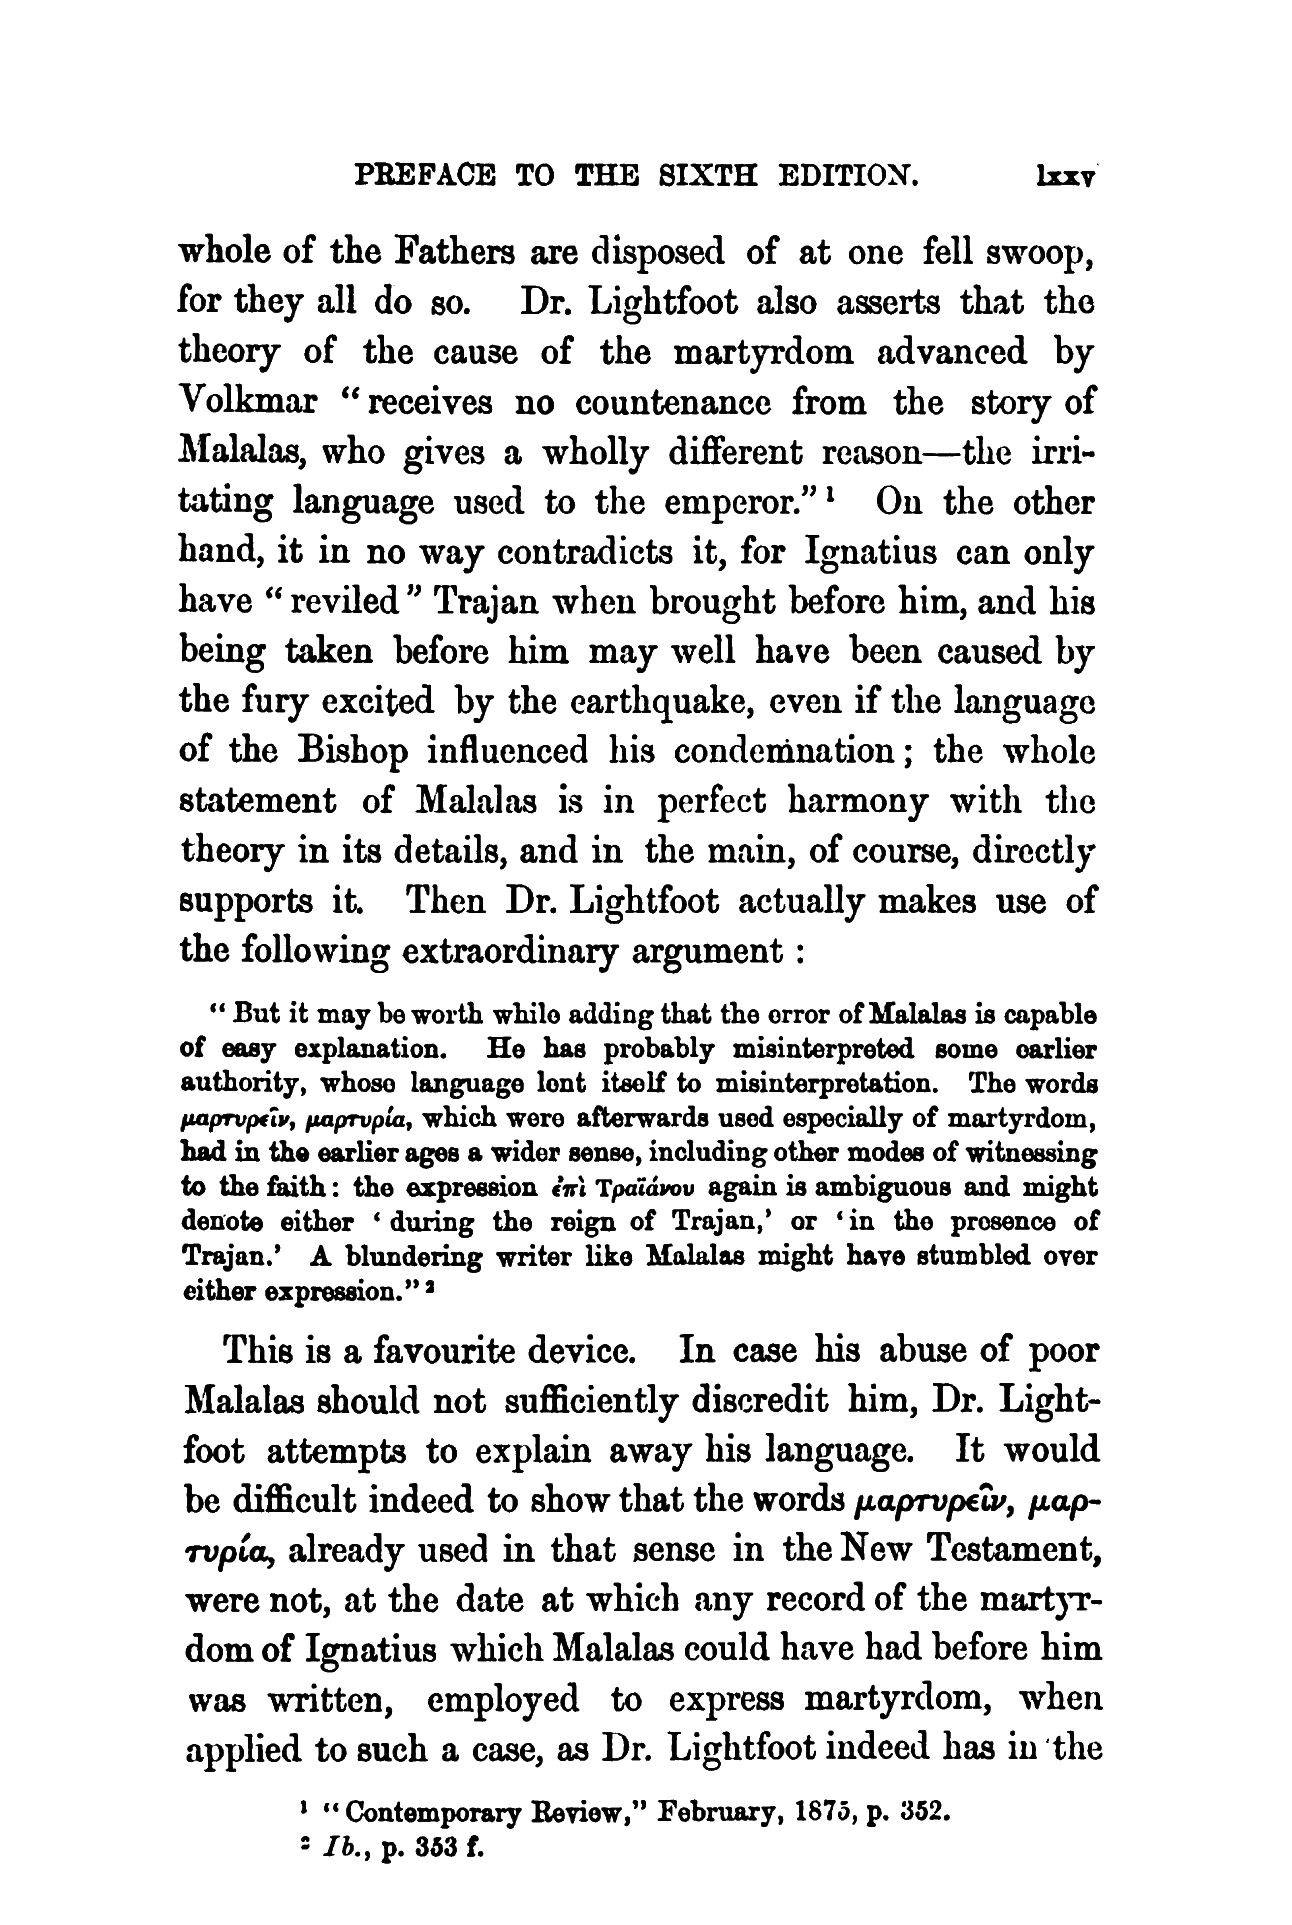 PREFACE TO THE SIXTH EDITION. lxxv
whole of the Fathers are disposed of at one fell swoop,
for they all do so. Dr. Lightfoot also asserts that the
theory of the cause of the martyrdom advanced by
Volkmar “receives no countenance from the story of
Malalas, who gives a wholly different reason—the irri-
tating language used to the emperor.” ¹ On the other
hand, it in no way contradicts it, for Ignatius can only
have “reviled” Trajan when brought before him, and his
being taken before him may well have been caused by
the fury excited by the earthquake, even if the language
of the Bishop influenced his condemnation; the whole
statement of Malalas is in perfect harmony with the
theory in its details, and in the main, of course, directly
supports it. Then Dr. Lightfoot actually makes use of
the following extraordinary argument:
“But it may be worth while adding that the error of Malalas is capable
of easy explanation. He has probably misinterpreted some earlier
authority, whose language lent itself to misinterpretation. The words
μαρτυρεῖν, μαρτυρία, which were afterwards used especially of martyrdom,
had in the earlier ages a wider sense, including other modes of witnessing
to the faith: the expression ἐπὶ Τραϊάνου again is ambiguous and might
denote either ‘during the reign of Trajan,’ or ‘in the presence of
Trajan.’ A blundering writer like Malalas might have stumbled over
either expression.” ²
This is a favourite device. In case his abuse of poor
Malalas should not sufficiently discredit him, Dr. Light-
foot attempts to explain away his language. It would
be difficult indeed to show that the words μαρτυρεῖν, μαρ-
τυρία, already used in that sense in the New Testament,
were not, at the date at which any record of the martyr-
dom of Ignatius which Malalas could have had before him
was written, employed to express martyrdom, when
applied to such a case, as Dr. Lightfoot indeed has in the
¹ “Contemporary Review,” February, 1875, p. 352.
² Ib., p. 353 f.